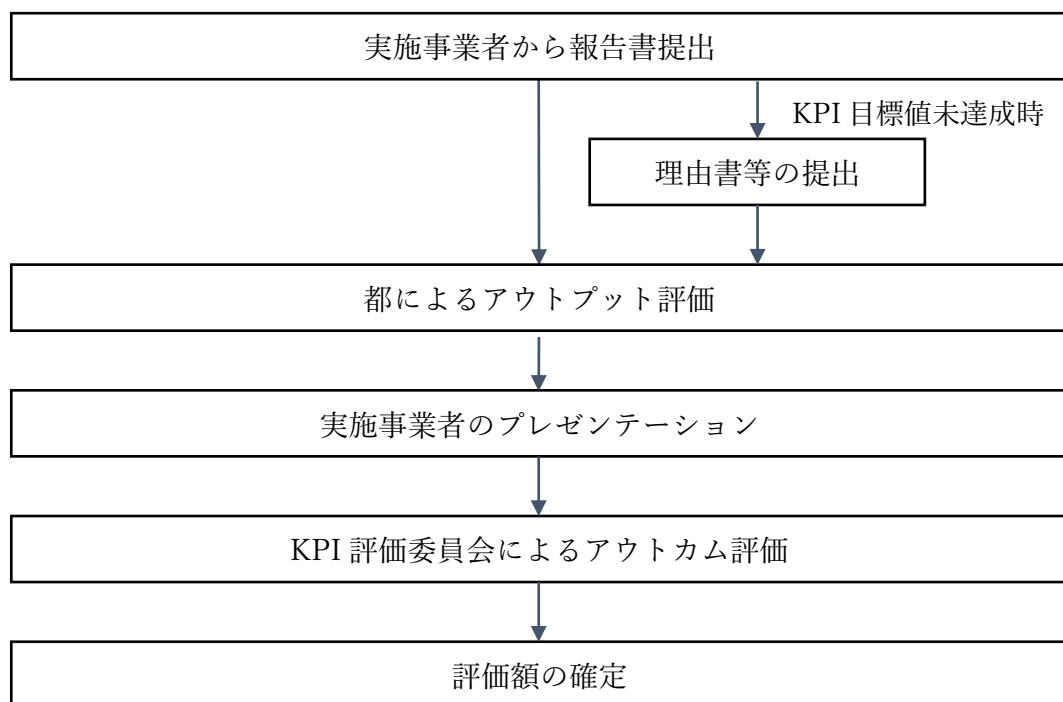 実施事業者から報告書提出
KPI 目標値未達成時
理由書等の提出
都によるアウトプット評価
実施事業者のプレゼンテーション
KPI 評価委員会によるアウトカム評価
評価額の確定